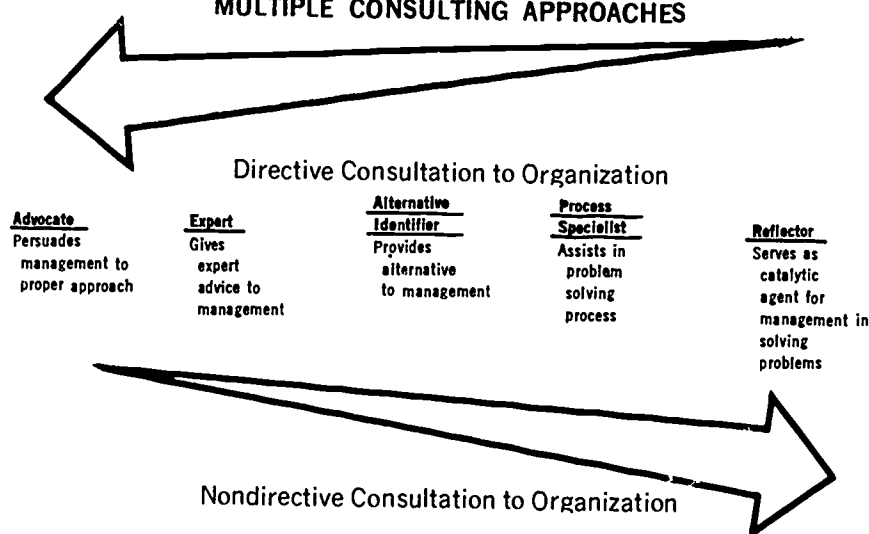 MULTIPLE CONSULTING APPROACHES
Directive Consultation to Organization
Advocate
Persuades
management to
proper approach
Expert
Gives
expert
advice to
management
Alternative
Identifier
Provides
alternative
to management
Process
Specialist
Assists in
problem
solving
process
Reflector
Serves as
catalytic
agent for
management in
solving
problems
Nondirective Consultation to Organization